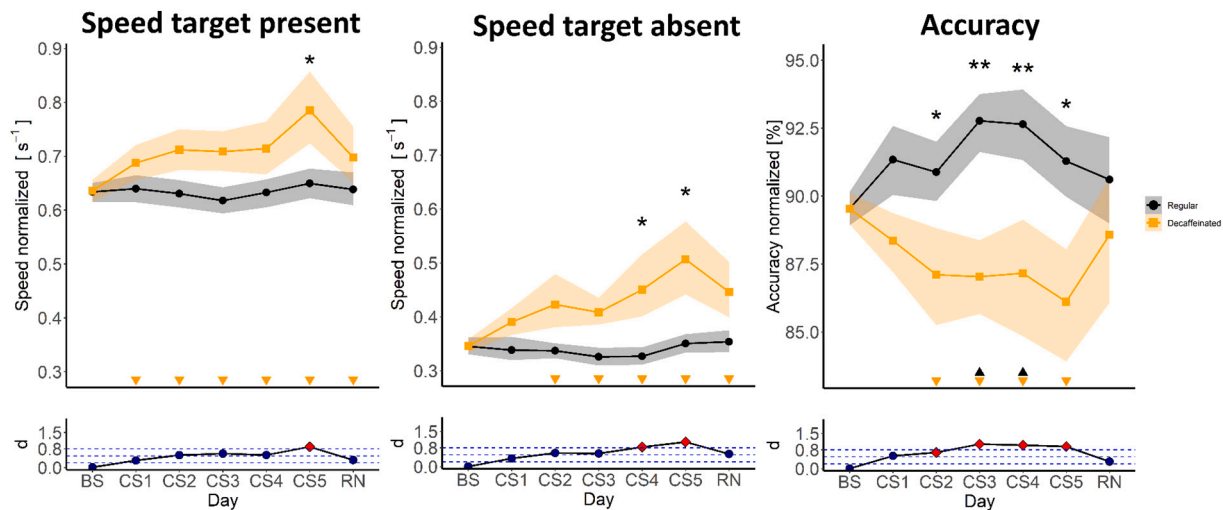 Speed target present
Speed target absent
Accuracy
Speed normalized [ s⁻¹ ]
0.9
0.8
0.7
0.6
0.5
0.4
0.3
*
Speed normalized [ s⁻¹ ]
0.9
0.8
0.7
0.6
0.5
0.4
0.3
*
*
Accuracy normalized [%]
95.0
92.5
90.0
87.5
85.0
*
**
**
*
Regular
Decaffeinated
d
1.5
0.8
0.0
BS CS1 CS2 CS3 CS4 CS5 RN
Day
d
1.5
0.8
0.0
BS CS1 CS2 CS3 CS4 CS5 RN
Day
d
1.5
0.8
0.0
BS CS1 CS2 CS3 CS4 CS5 RN
Day